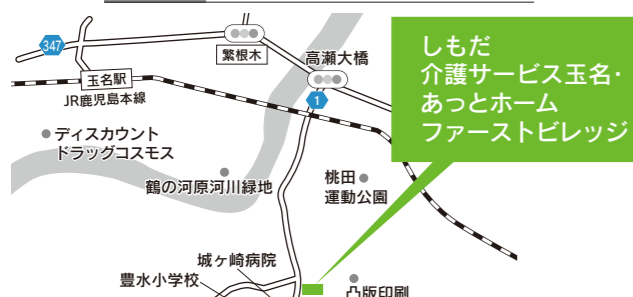 しもだ
介護サービス玉名・
あっとホーム
ファーストビレッジ
347
繁根木
高瀬大橋
玉名駅
JR鹿児島本線
1
ディスカウント
ドラッグコスモス
鶴の河原河川緑地
桃田
運動公園
城ヶ崎病院
豊水小学校
凸版印刷